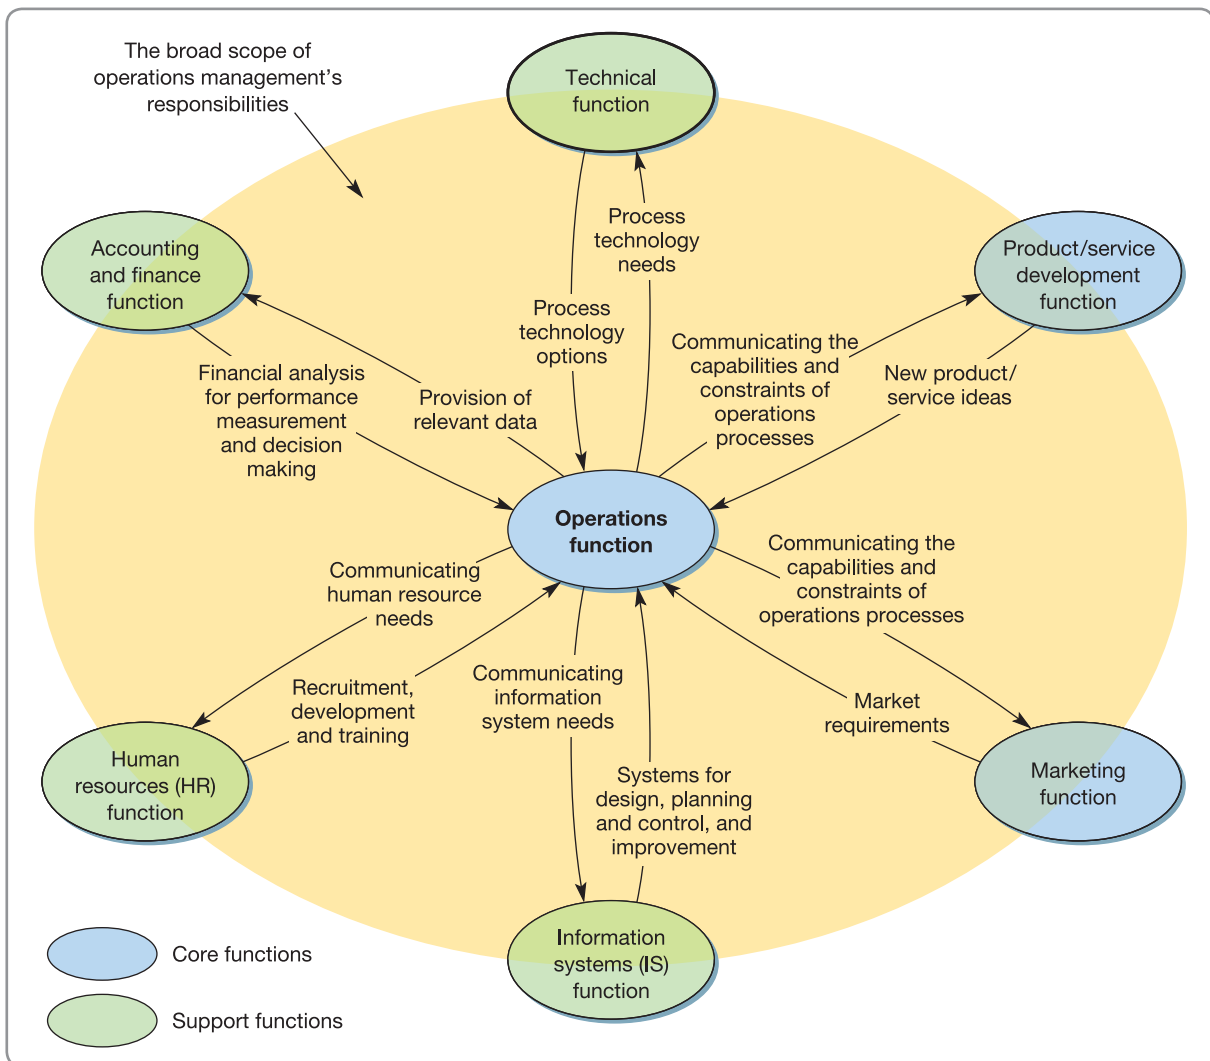 The broad scope of
operations management's
responsibilities
Technical
function
Accounting
and finance
function
Product/service
development
function
Process
technology
needs
Process
technology
options
Financial analysis
for performance
measurement
and decision
making
Provision of
relevant data
Communicating the
capabilities and
constraints of
operations
processes
New product/
service ideas
Operations
function
Communicating
human resource
needs
Recruitment,
development
and training
Communicating
information
system needs
Systems for
design, planning
and control, and
improvement
Communicating the
capabilities and
constraints of
operations processes
Market
requirements
Human
resources (HR)
function
Information
systems (IS)
function
Marketing
function
Core functions
Support functions